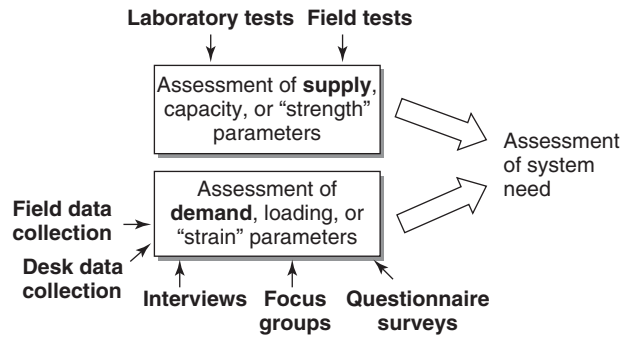 Laboratory tests
Field tests
Assessment of supply,
capacity, or “strength”
parameters
Assessment
of system
need
Assessment of
demand, loading, or
“strain” parameters
Field data
collection
Desk data
collection
Interviews
Focus
groups
Questionnaire
surveys